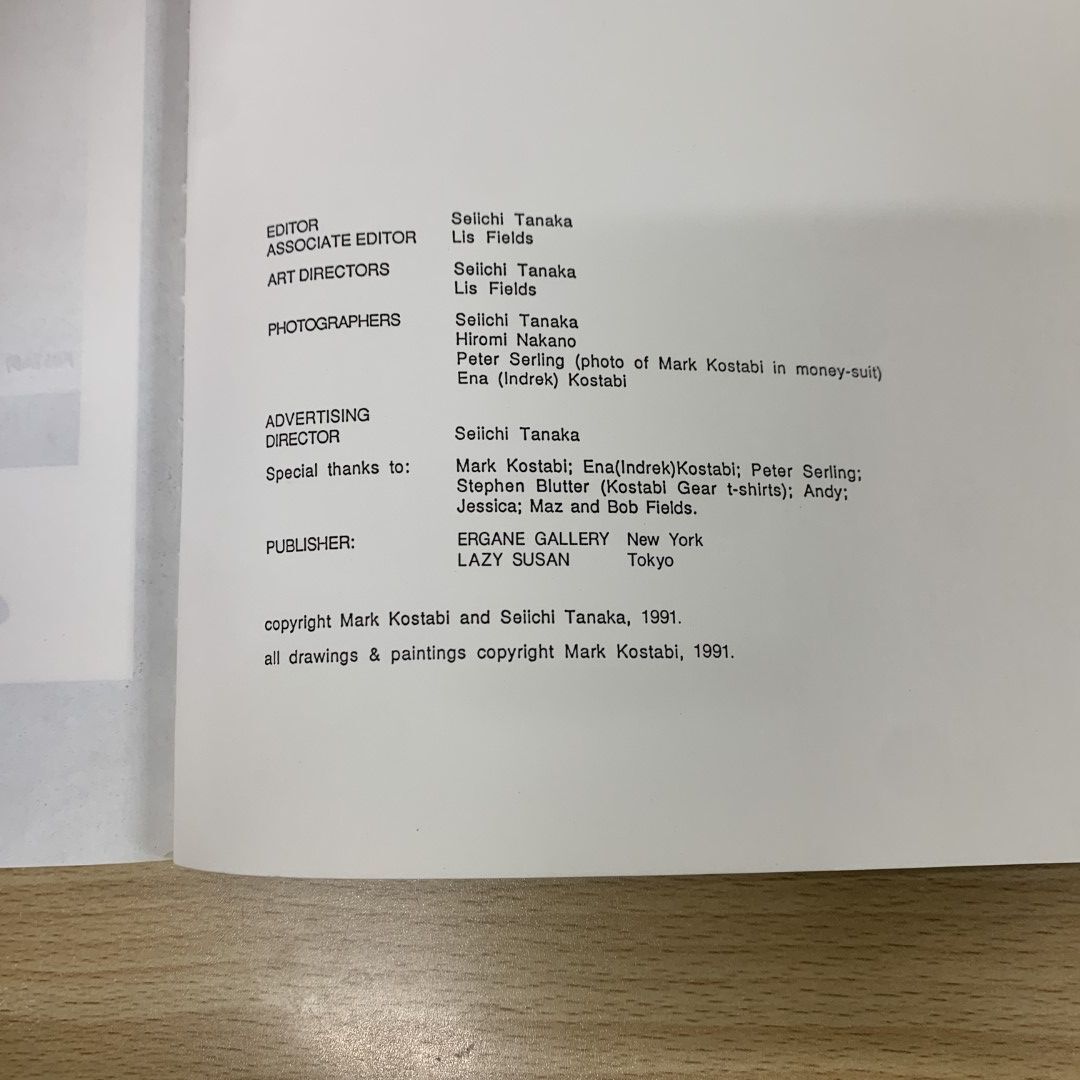 EDITOR Seiichi Tanaka
ASSOCIATE EDITOR Lis Fields
ART DIRECTORS Seiichi Tanaka
Lis Fields
PHOTOGRAPHERS Seiichi Tanaka
Hiromi Nakano
Peter Serling (photo of Mark Kostabi in money-suit)
Ena (Indrek) Kostabi
ADVERTISING
DIRECTOR Seiichi Tanaka
Special thanks to: Mark Kostabi; Ena(Indrek)Kostabi; Peter Serling;
Stephen Blutter (Kostabi Gear t-shirts); Andy;
Jessica; Maz and Bob Fields.
PUBLISHER: ERGANE GALLERY New York
LAZY SUSAN Tokyo
copyright Mark Kostabi and Seiichi Tanaka, 1991.
all drawings & paintings copyright Mark Kostabi, 1991.